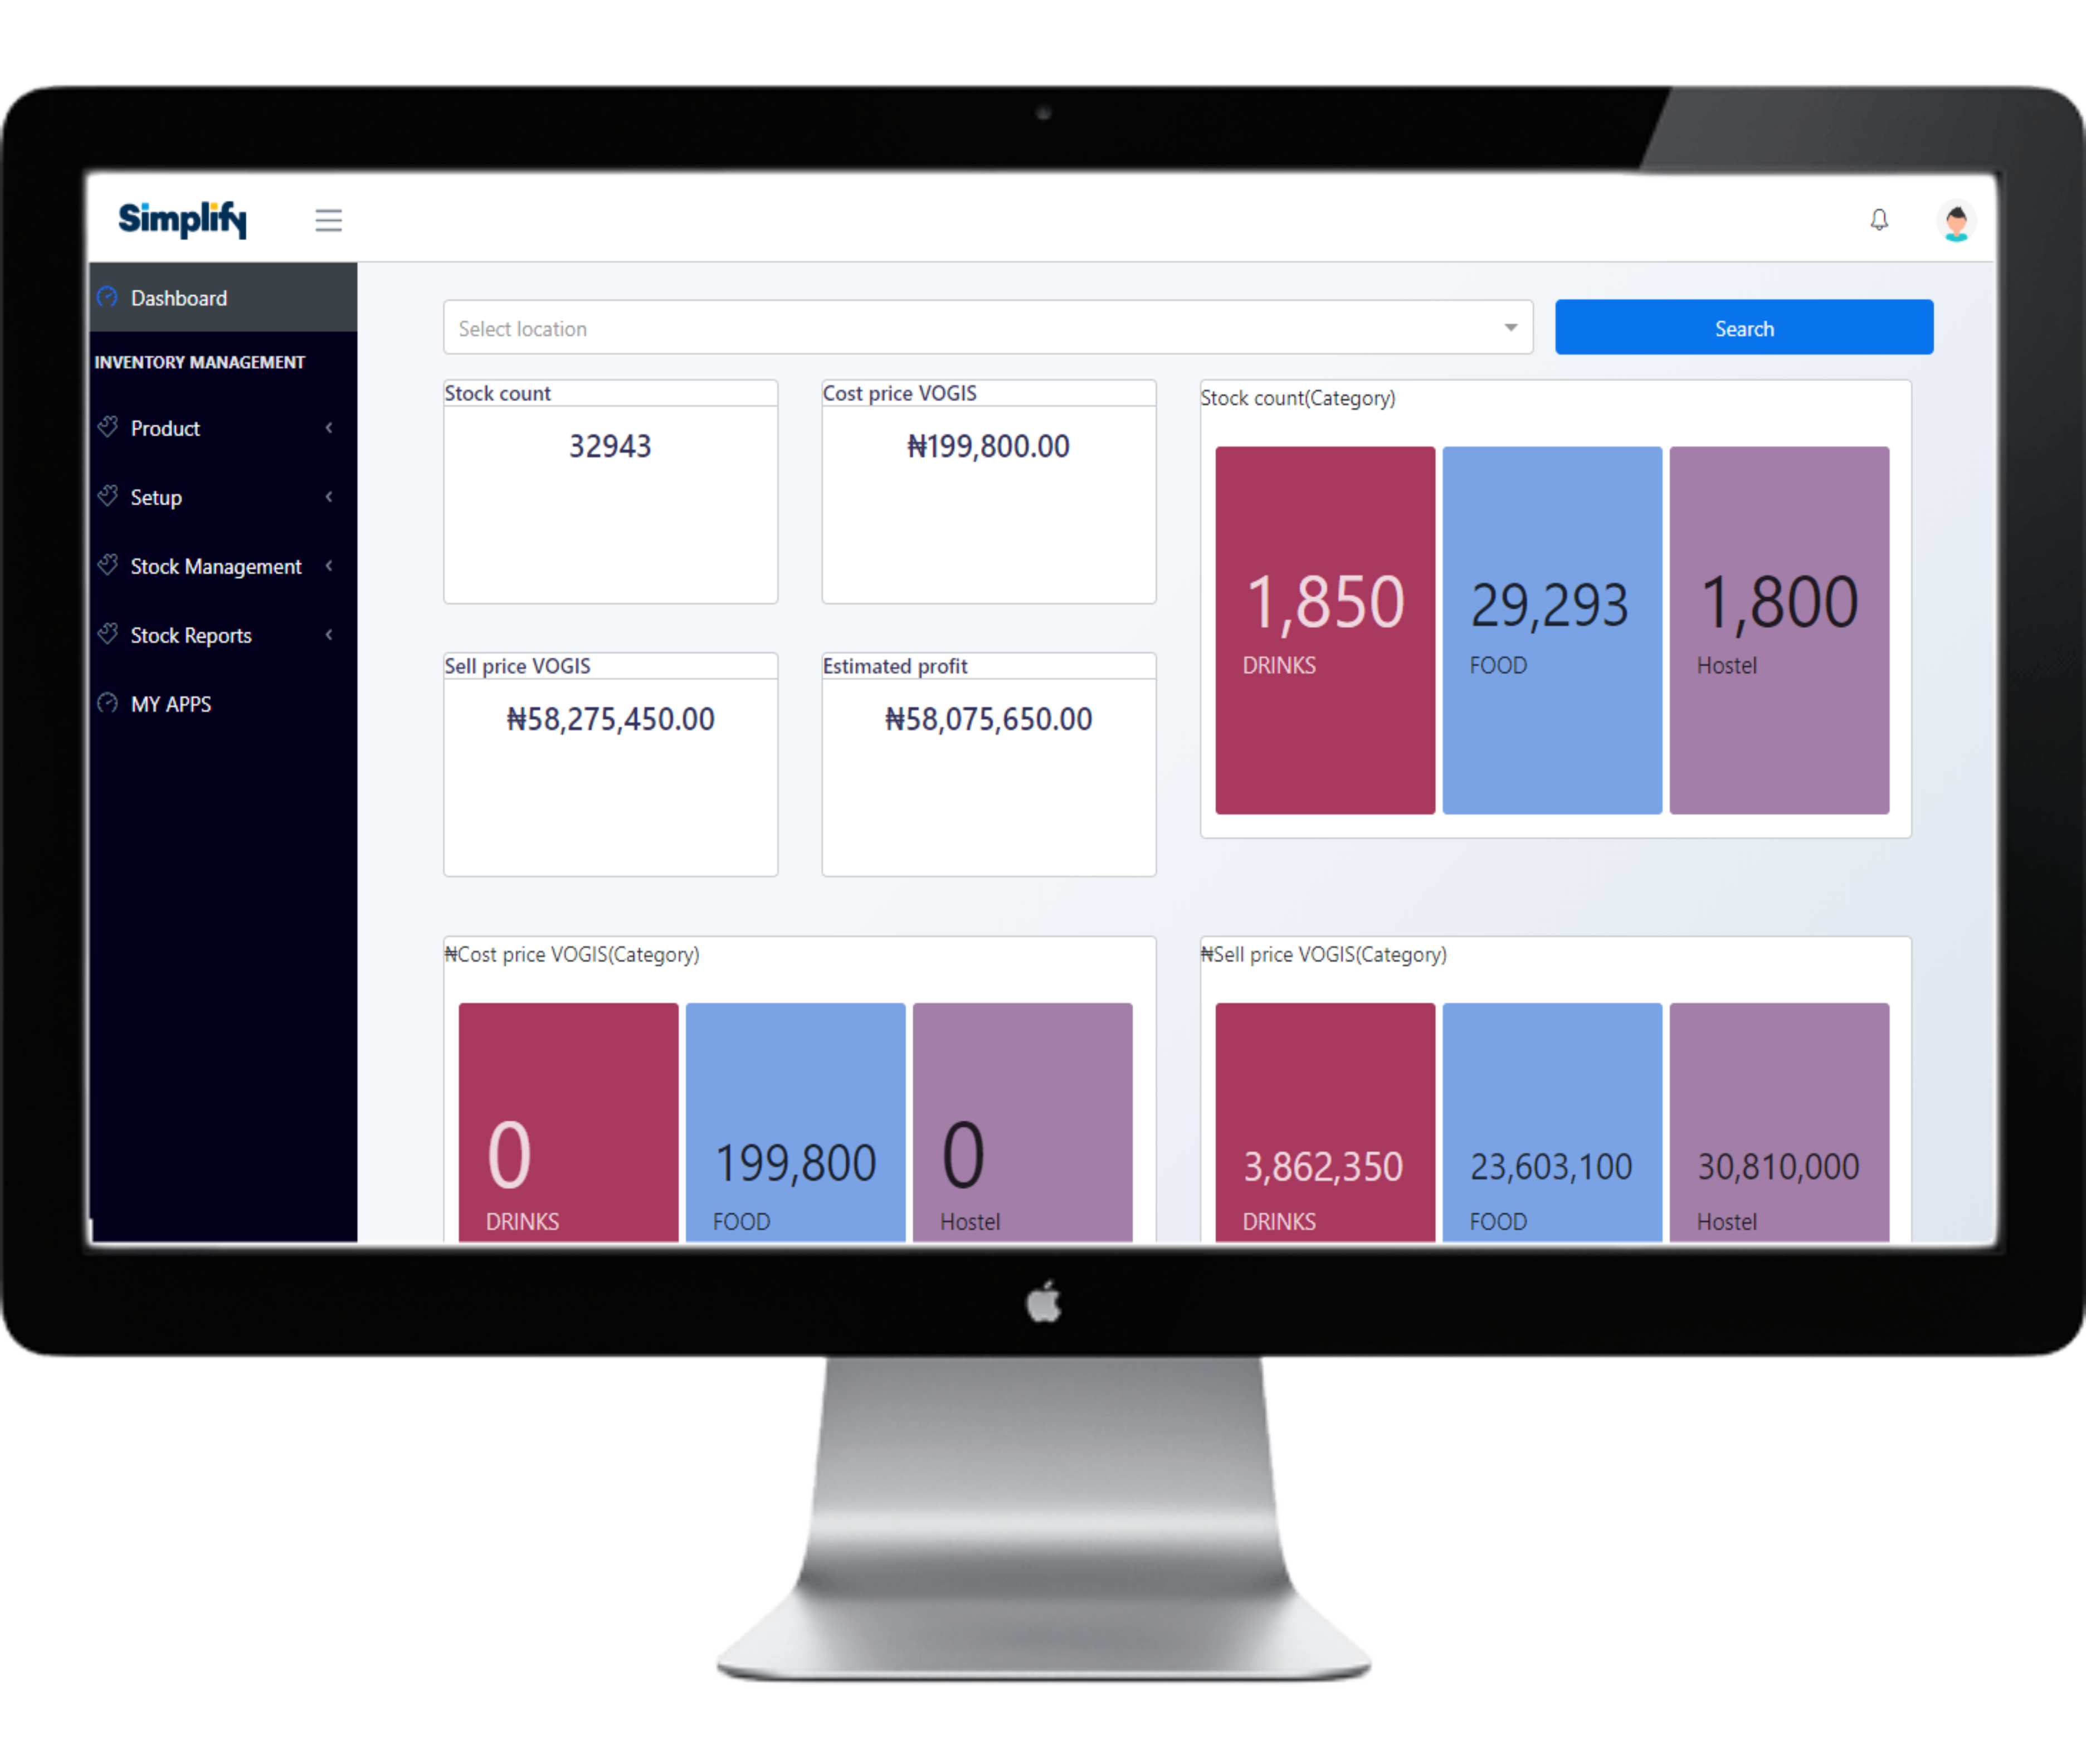 Simplify
Dashboard
INVENTORY MANAGEMENT
Product
Setup
Stock Management
Stock Reports
MY APPS
Select location
Search
Stock count
32943
Cost price VOGIS
₦199,800.00
Sell price VOGIS
₦58,275,450.00
Estimated profit
₦58,075,650.00
Stock count(Category)
1,850
DRINKS
29,293
FOOD
1,800
Hostel
₦Cost price VOGIS(Category)
0
DRINKS
199,800
FOOD
0
Hostel
₦Sell price VOGIS(Category)
3,862,350
DRINKS
23,603,100
FOOD
30,810,000
Hostel